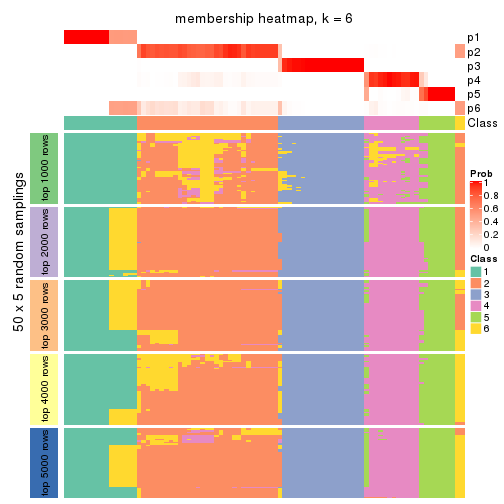 membership heatmap, k = 6
p1
p2
p3
p4
p5
p6
Class
50 x 5 random samplings
top 1000 rows
top 2000 rows
top 3000 rows
top 4000 rows
top 5000 rows
Prob
1
0.8
0.6
0.4
0.2
0
Class
1
2
3
4
5
6